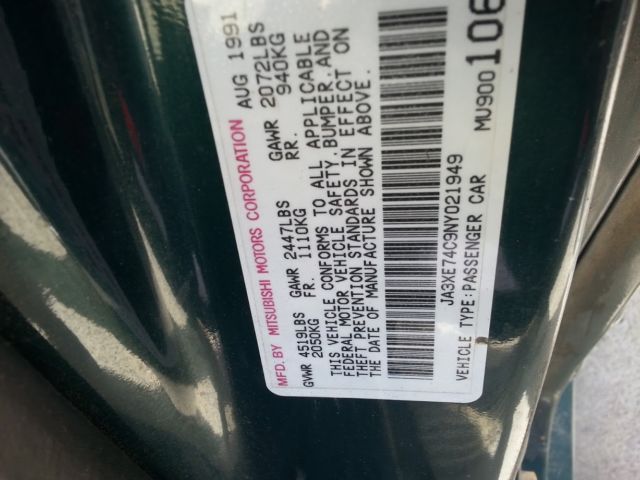 MFD. BY MITSUBISHI MOTORS CORPORATION AUG 1991
GVWR 4519LBS GAWR 2447LBS GAWR 2072LBS
2050KG FR. 1110KG RR. 940KG
THIS VEHICLE CONFORMS TO ALL APPLICABLE
FEDERAL MOTOR VEHICLE SAFETY, BUMPER, AND
THEFT PREVENTION STANDARDS IN EFFECT ON
THE DATE OF MANUFACTURE SHOWN ABOVE.
JA3XE74C9NY021949
VEHICLE TYPE:PASSENGER CAR MU900106